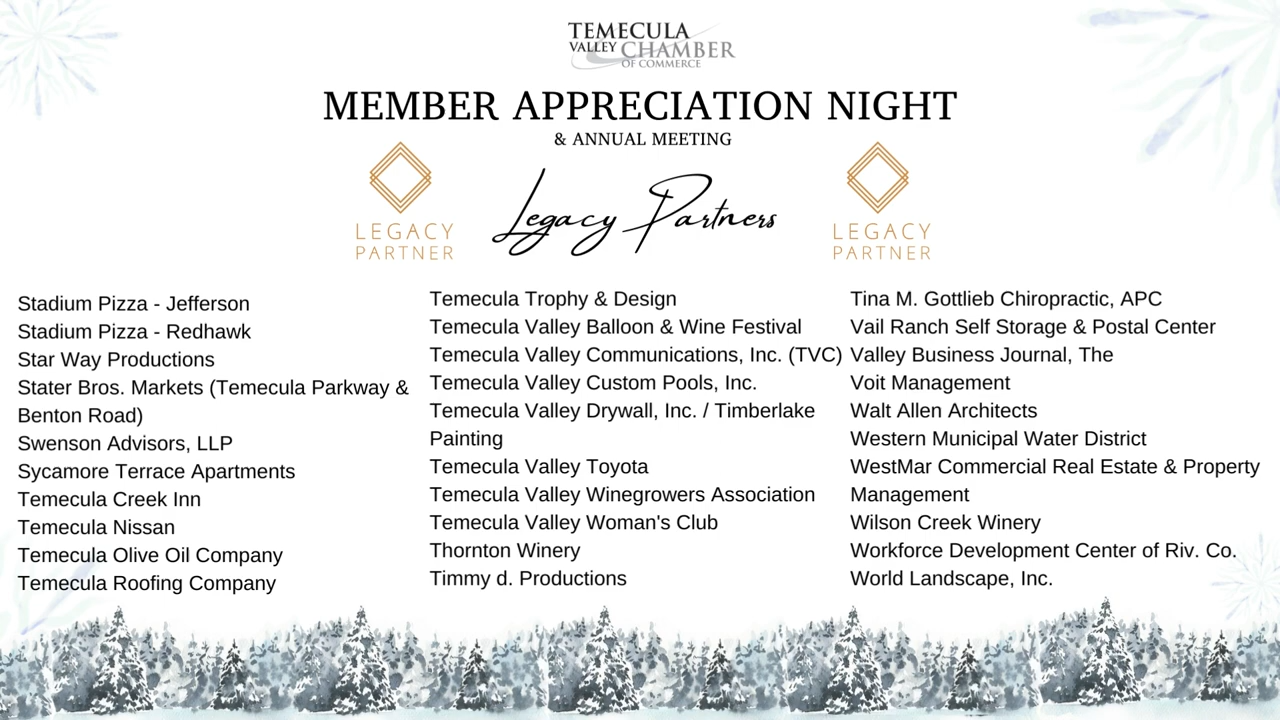 TEMECULA
VALLEY CHAMBER
OF COMMERCE
MEMBER APPRECIATION NIGHT
& ANNUAL MEETING
Legacy Partners
LEGACY
PARTNER
LEGACY
PARTNER
Stadium Pizza - Jefferson
Stadium Pizza - Redhawk
Star Way Productions
Stater Bros. Markets (Temecula Parkway &
Benton Road)
Swenson Advisors, LLP
Sycamore Terrace Apartments
Temecula Creek Inn
Temecula Nissan
Temecula Olive Oil Company
Temecula Roofing Company
Temecula Trophy & Design
Temecula Valley Balloon & Wine Festival
Temecula Valley Communications, Inc. (TVC)
Temecula Valley Custom Pools, Inc.
Temecula Valley Drywall, Inc. / Timberlake
Painting
Temecula Valley Toyota
Temecula Valley Winegrowers Association
Temecula Valley Woman's Club
Thornton Winery
Timmy d. Productions
Tina M. Gottlieb Chiropractic, APC
Vail Ranch Self Storage & Postal Center
Valley Business Journal, The
Voit Management
Walt Allen Architects
Western Municipal Water District
WestMar Commercial Real Estate & Property
Management
Wilson Creek Winery
Workforce Development Center of Riv. Co.
World Landscape, Inc.